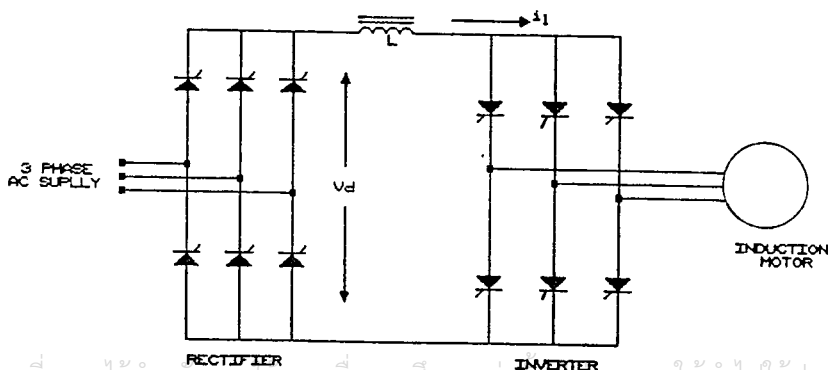 i1
L
3 PHASE
AC SUPLLY
Vd
INDUCTION
MOTOR
RECTIFIER
INVERTER